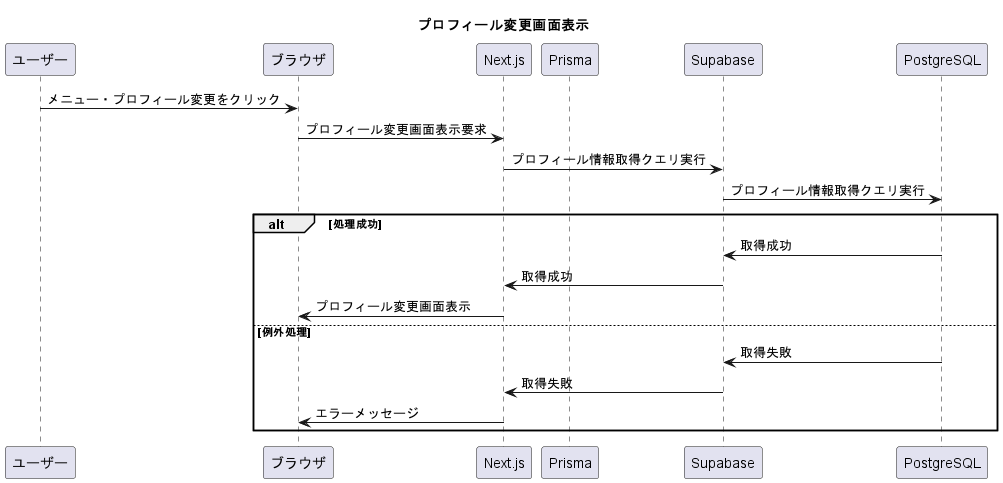 プロフィール変更画面表示
ユーザー ブラウザ Next.js Prisma Supabase PostgreSQL
メニュー・プロフィール変更をクリック
プロフィール変更画面表示要求
プロフィール情報取得クエリ実行
プロフィール情報取得クエリ実行
alt [処理成功]
取得成功
取得成功
プロフィール変更画面表示
[例外処理]
取得失敗
取得失敗
エラーメッセージ
ユーザー ブラウザ Next.js Prisma Supabase PostgreSQL